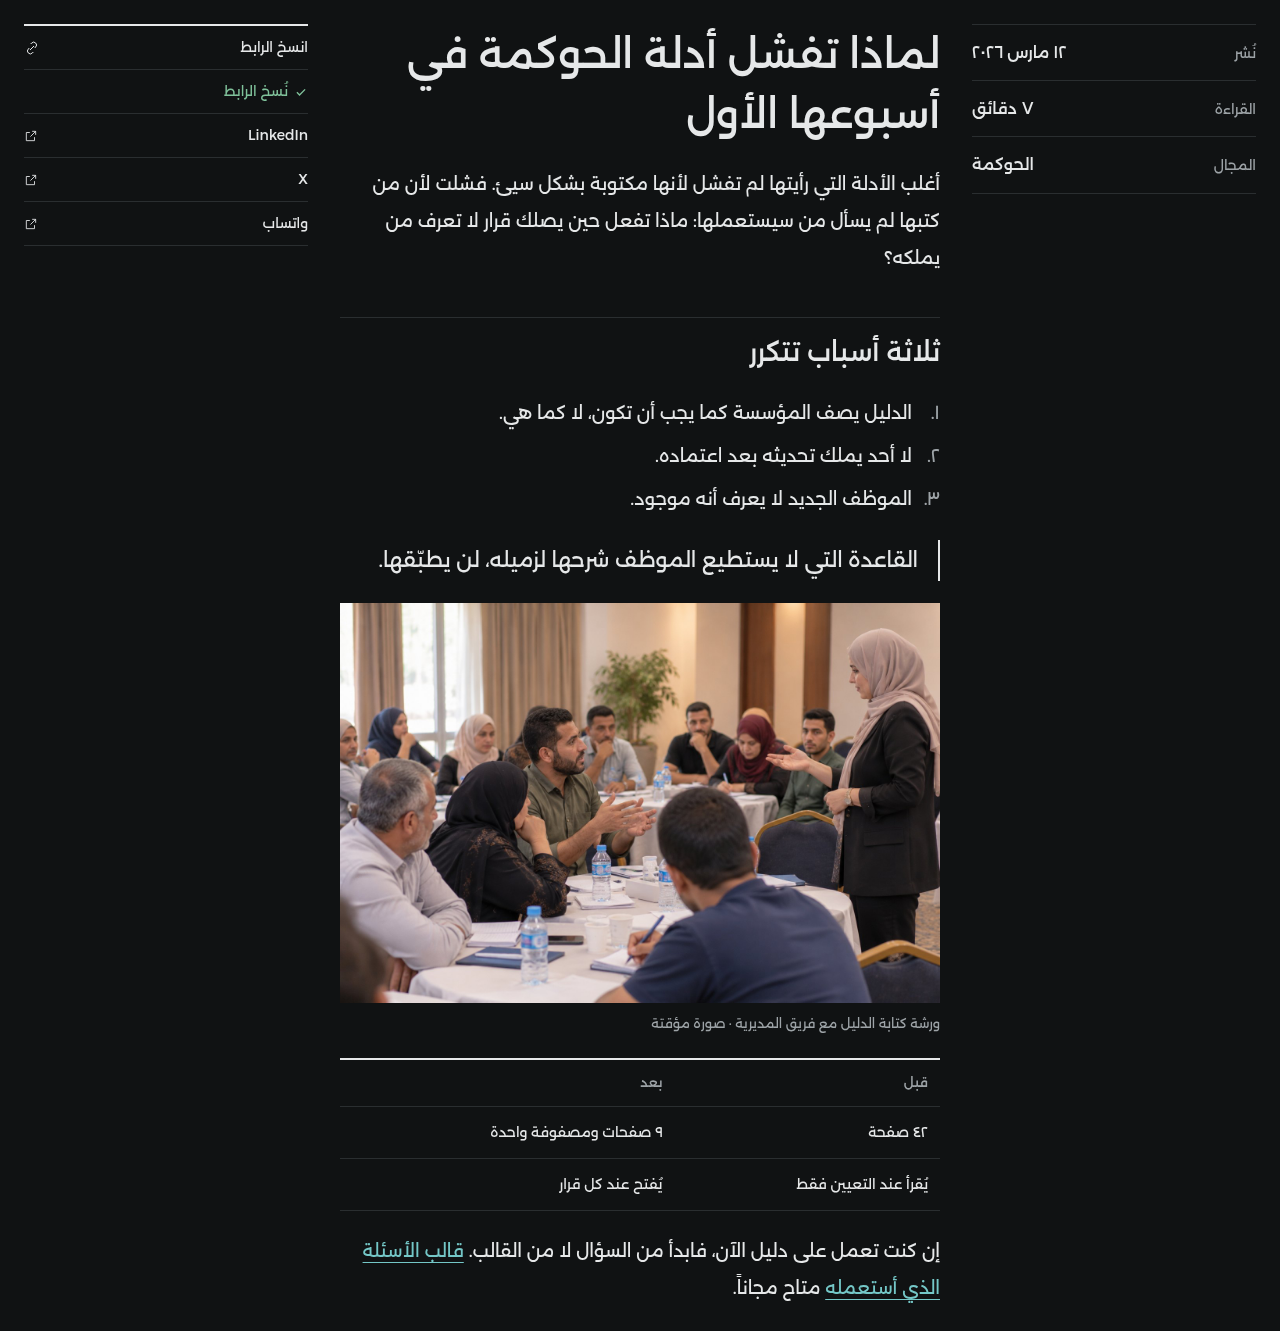 نُشر
١٢ مارس ٢٠٢٦
القراءة
٧ دقائق
المجال
الحوكمة
لماذا تفشل أدلة الحوكمة في
أسبوعها الأول
أغلب الأدلة التي رأيتها لم تفشل لأنها مكتوبة بشكل سيئ. فشلت لأن من
كتبها لم يسأل من سيستعملها: ماذا تفعل حين يصلك قرار لا تعرف من
يملكه؟
ثلاثة أسباب تتكرر
١. الدليل يصف المؤسسة كما يجب أن تكون، لا كما هي.
٢. لا أحد يملك تحديثه بعد اعتماده.
٣. الموظف الجديد لا يعرف أنه موجود.
القاعدة التي لا يستطيع الموظف شرحها لزميله، لن يطبّقها.
ورشة كتابة الدليل مع فريق المديرية · صورة مؤقتة
قبل
بعد
٤٢ صفحة
٩ صفحات ومصفوفة واحدة
يُقرأ عند التعيين فقط
يُفتح عند كل قرار
إن كنت تعمل على دليل الآن، فابدأ من السؤال لا من القالب. قالب الأسئلة
الذي أستعمله متاح مجاناً.
انسخ الرابط
نُسخ الرابط
LinkedIn
X
واتساب